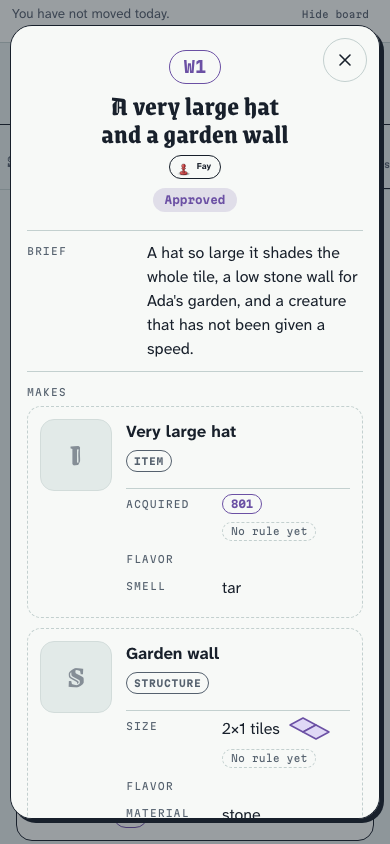 You have not moved today.
Hide board
W1
A very large hat
and a garden wall
Fay
Approved
BRIEF
A hat so large it shades the
whole tile, a low stone wall for
Ada's garden, and a creature
that has not been given a
speed.
MAKES
I
Very large hat
ITEM
ACQUIRED
801
No rule yet
FLAVOR
SMELL
tar
S
Garden wall
STRUCTURE
SIZE
2×1 tiles
No rule yet
FLAVOR
MATERIAL
stone